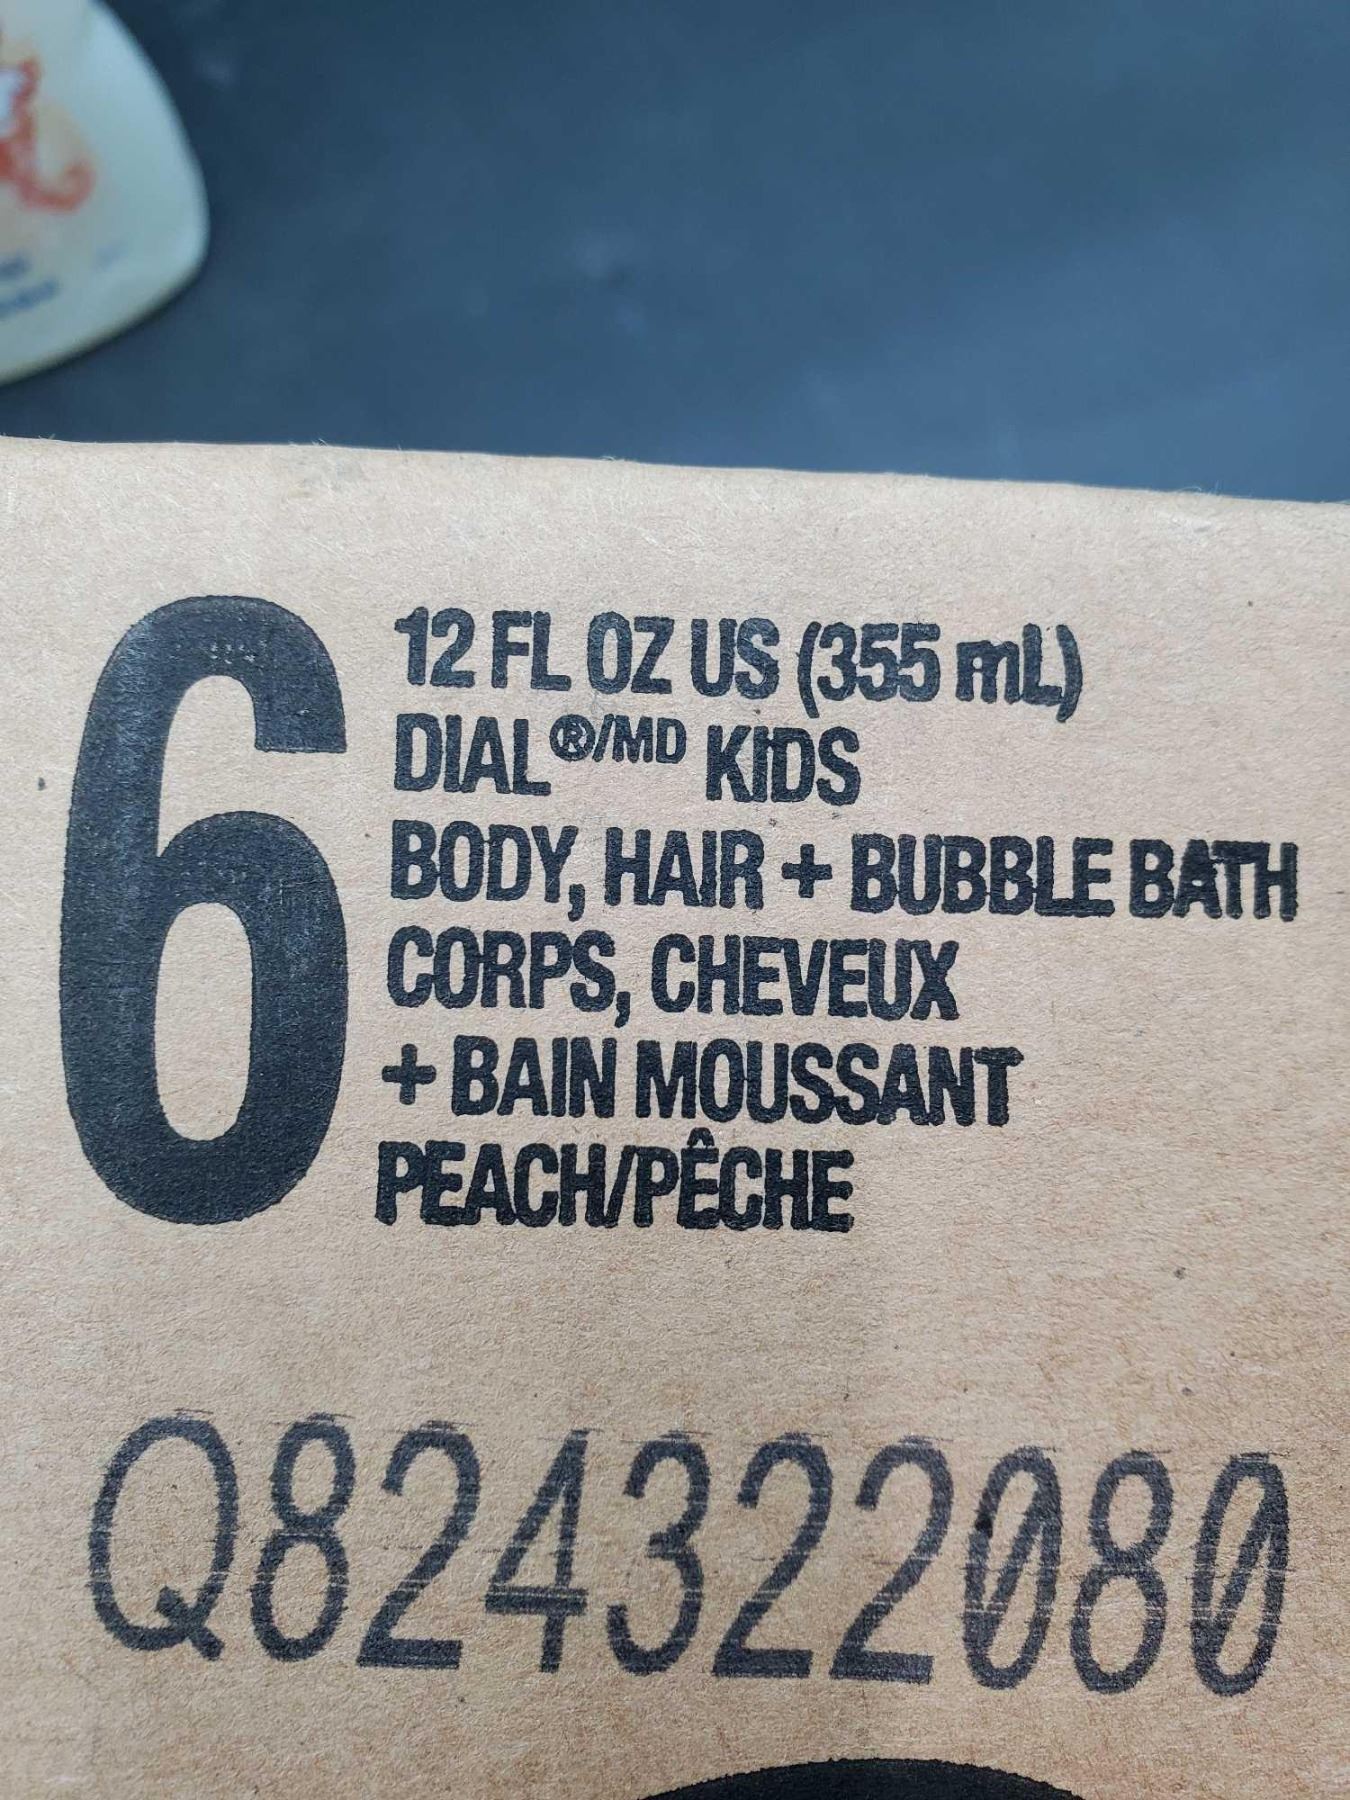 6
12 FL OZ US (355 mL)
DIAL®/MD KIDS
BODY, HAIR + BUBBLE BATH
CORPS, CHEVEUX
+ BAIN MOUSSANT
PEACH/PÊCHE
Q824322080